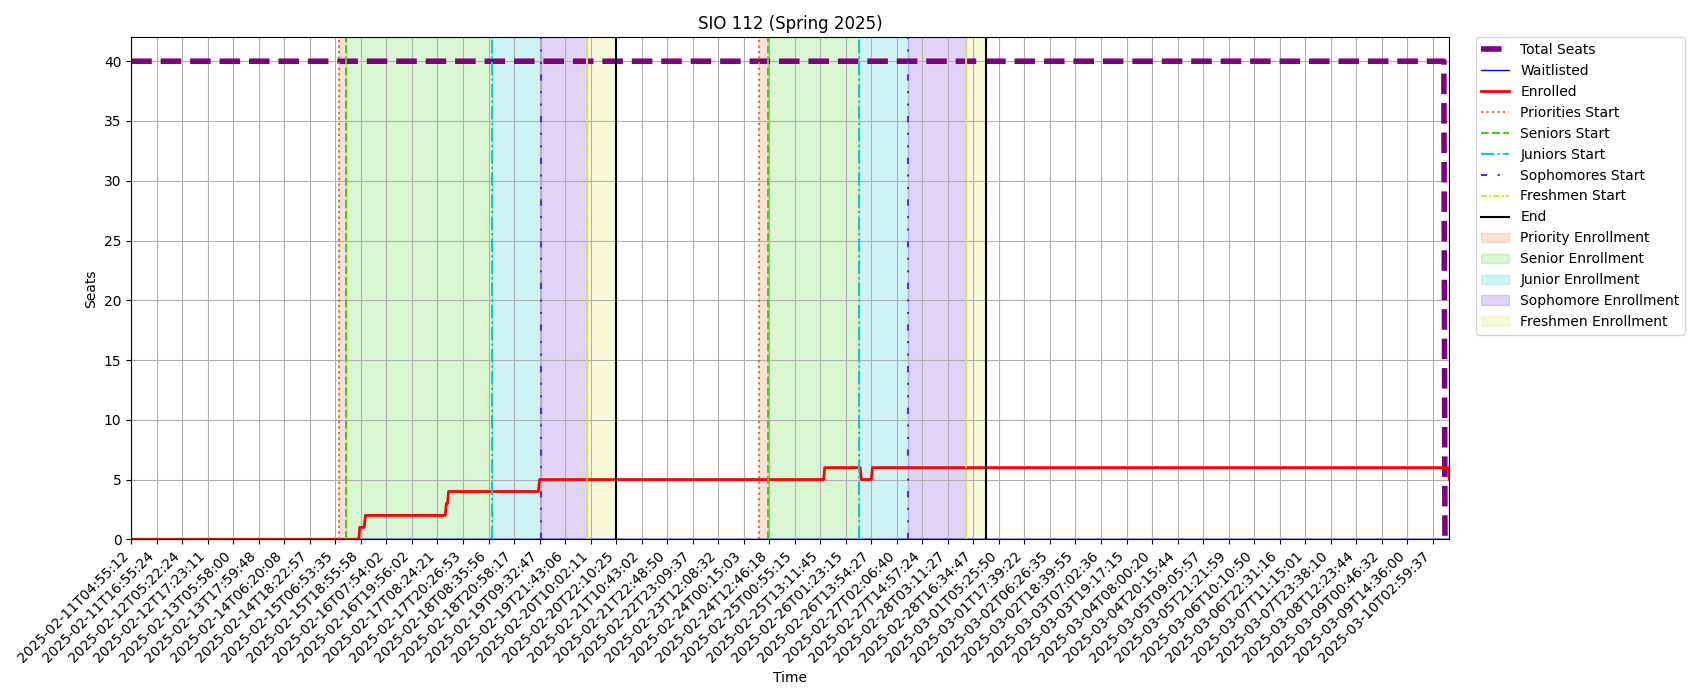 SIO 112 (Spring 2025)
Seats
40
35
30
25
20
15
10
5
0
2025-02-11T04:55:12
2025-02-11T16:55:24
2025-02-12T05:22:24
2025-02-12T17:23:11
2025-02-13T05:58:00
2025-02-13T17:59:48
2025-02-14T06:20:08
2025-02-14T18:22:57
2025-02-15T06:53:35
2025-02-15T18:55:58
2025-02-16T07:54:02
2025-02-16T19:56:02
2025-02-17T08:24:21
2025-02-17T20:26:53
2025-02-18T08:35:56
2025-02-18T20:58:17
2025-02-19T09:32:47
2025-02-19T21:43:06
2025-02-20T10:02:11
2025-02-20T22:10:25
2025-02-21T10:43:02
2025-02-21T22:48:50
2025-02-22T23:09:37
2025-02-23T12:08:32
2025-02-24T00:15:03
2025-02-24T12:46:18
2025-02-25T00:55:15
2025-02-25T13:11:45
2025-02-26T01:23:15
2025-02-26T13:54:27
2025-02-27T02:06:40
2025-02-27T14:57:24
2025-02-28T03:11:27
2025-02-28T16:34:47
2025-03-01T05:25:50
2025-03-01T17:39:22
2025-03-02T06:26:35
2025-03-02T18:39:55
2025-03-03T07:02:36
2025-03-03T19:17:15
2025-03-04T08:00:20
2025-03-04T20:15:44
2025-03-05T09:05:57
2025-03-05T21:21:59
2025-03-06T10:10:50
2025-03-06T22:31:16
2025-03-07T11:15:01
2025-03-07T23:38:10
2025-03-08T12:23:44
2025-03-09T00:46:32
2025-03-09T14:36:00
2025-03-10T02:59:37
Time
Total Seats
Waitlisted
Enrolled
Priorities Start
Seniors Start
Juniors Start
Sophomores Start
Freshmen Start
End
Priority Enrollment
Senior Enrollment
Junior Enrollment
Sophomore Enrollment
Freshmen Enrollment